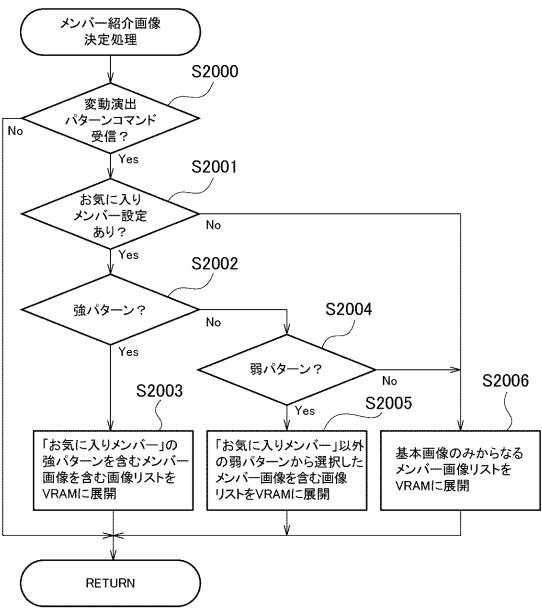 メンバー紹介画像
決定処理
S2000
変動演出
パターンコマンド
受信？
No
Yes
S2001
お気に入り
メンバー設定
あり？
No
Yes
S2002
強パターン？
No
Yes
S2004
弱パターン？
No
Yes
S2003
「お気に入りメンバー」の
強パターンを含むメンバー
画像を含む画像リストを
VRAMに展開
S2005
「お気に入りメンバー」以外
の弱パターンから選択した
メンバー画像を含む画像
リストをVRAMに展開
S2006
基本画像のみからなる
メンバー画像リストを
VRAMに展開
RETURN